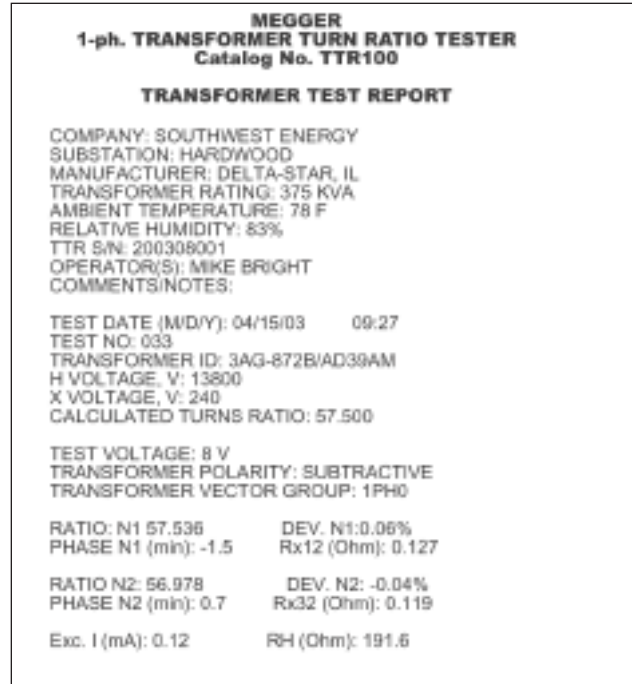 MEGGER
1-ph. TRANSFORMER TURN RATIO TESTER
Catalog No. TTR100
TRANSFORMER TEST REPORT
COMPANY: SOUTHWEST ENERGY
SUBSTATION: HARDWOOD
MANUFACTURER: DELTA-STAR, IL
TRANSFORMER RATING: 375 KVA
AMBIENT TEMPERATURE: 78 F
RELATIVE HUMIDITY: 83%
TTR S/N: 200308001
OPERATOR(S): MIKE BRIGHT
COMMENTS/NOTES:
TEST DATE (M/D/Y): 04/15/03 09:27
TEST NO: 033
TRANSFORMER ID: 3AG-872B/AD39AM
H VOLTAGE, V: 13800
X VOLTAGE, V: 240
CALCULATED TURNS RATIO: 57.500
TEST VOLTAGE: 8 V
TRANSFORMER POLARITY: SUBTRACTIVE
TRANSFORMER VECTOR GROUP: 1PH0
RATIO: N1 57.536 DEV. N1:0.06%
PHASE N1 (min): -1.5 Rx12 (Ohm): 0.127
RATIO N2: 56.978 DEV. N2: -0.04%
PHASE N2 (min): 0.7 Rx32 (Ohm): 0.119
Exc. I (mA): 0.12 RH (Ohm): 191.6